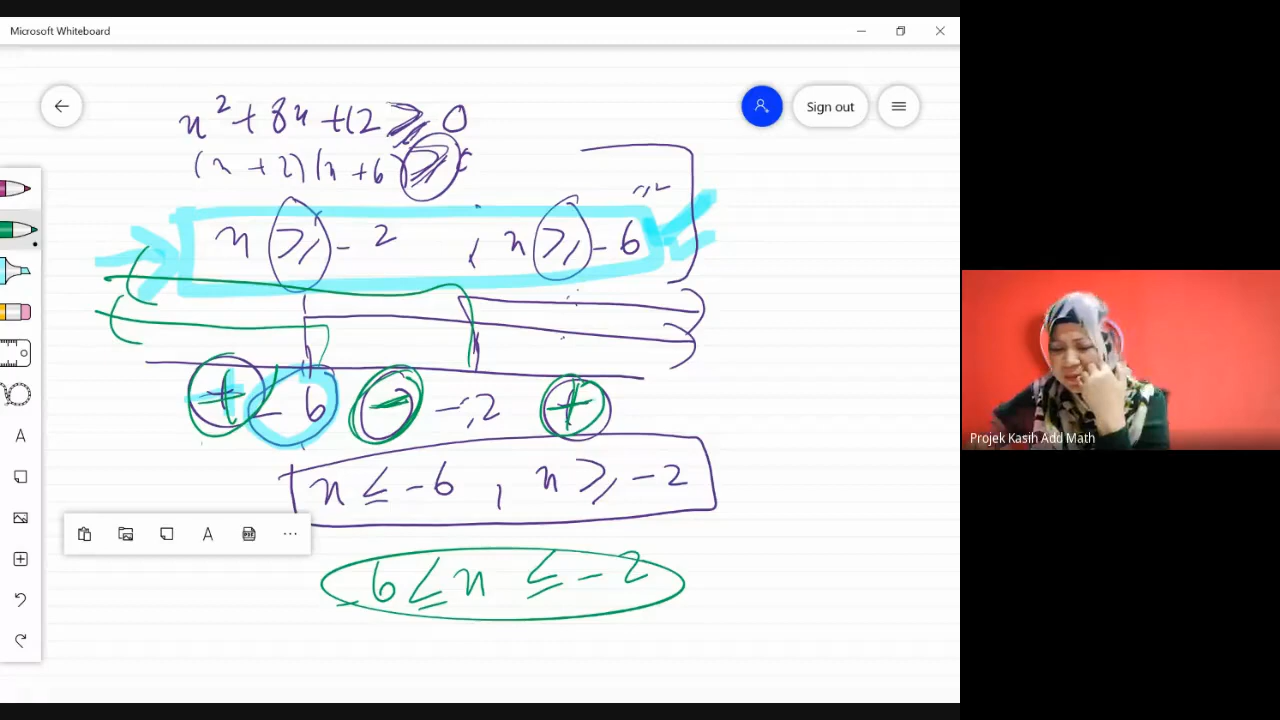 Microsoft Whiteboard
Sign out
x² + 8x + 12 ≥ 0
(x + 2)(x + 6) ≥
x ≥ -2 , x ≥ -6
+ -6 - -2 +
x ≤ -6 , x ≥ -2
-6 ≤ x ≤ -2
A
A
PDF
Projek Kasih Add Math